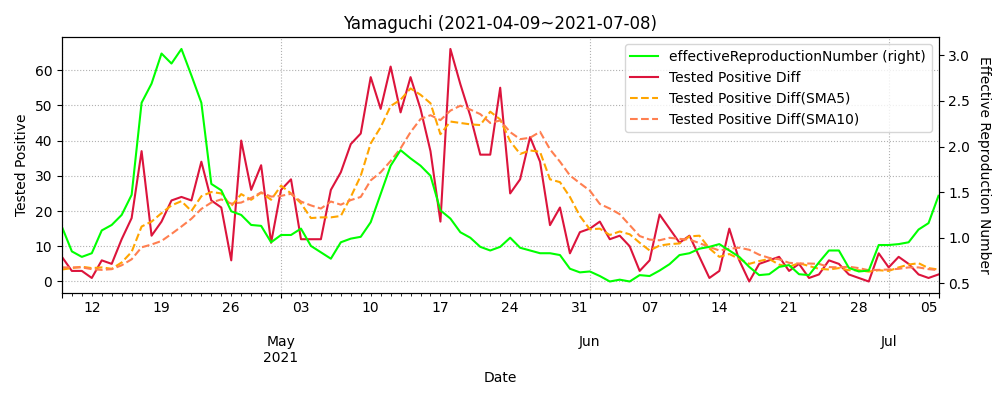 Yamaguchi (2021-04-09~2021-07-08)
effectiveReproductionNumber (right)
Tested Positive Diff
Tested Positive Diff(SMA5)
Tested Positive Diff(SMA10)
Tested Positive
60
50
40
30
20
10
0
Effective Reproduction Number
3.0
2.5
2.0
1.5
1.0
0.5
12 19 26 03 10 17 24 31 07 14 21 28 05
May Jun Jul
2021
Date